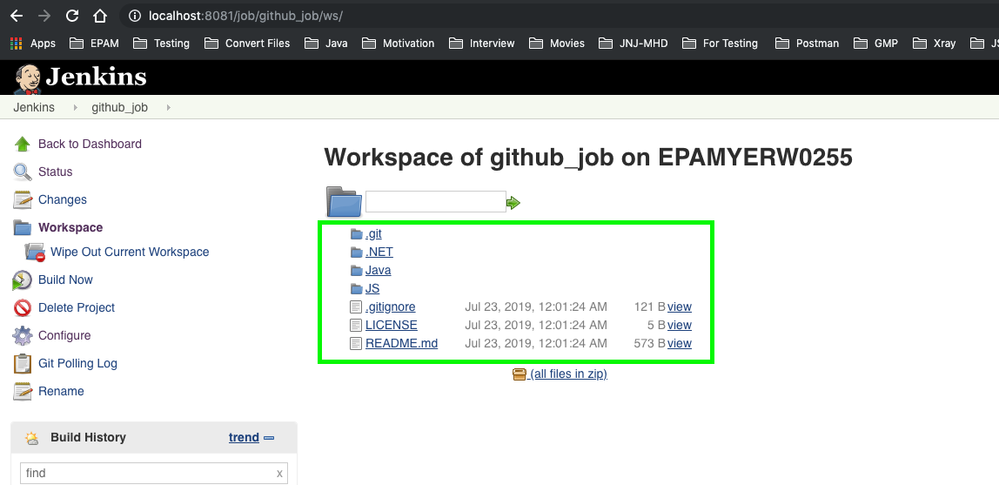 localhost:8081/job/github_job/ws/
Apps EPAM Testing Convert Files Java Motivation Interview Movies JNJ-MHD For Testing Postman GMP Xray JS
Jenkins
Jenkins github_job
Back to Dashboard
Status
Changes
Workspace
Wipe Out Current Workspace
Build Now
Delete Project
Configure
Git Polling Log
Rename
Build History trend
find x
Workspace of github_job on EPAMYERW0255
.git
.NET
Java
JS
.gitignore Jul 23, 2019, 12:01:24 AM 121 B view
LICENSE Jul 23, 2019, 12:01:24 AM 5 B view
README.md Jul 23, 2019, 12:01:24 AM 573 B view
(all files in zip)